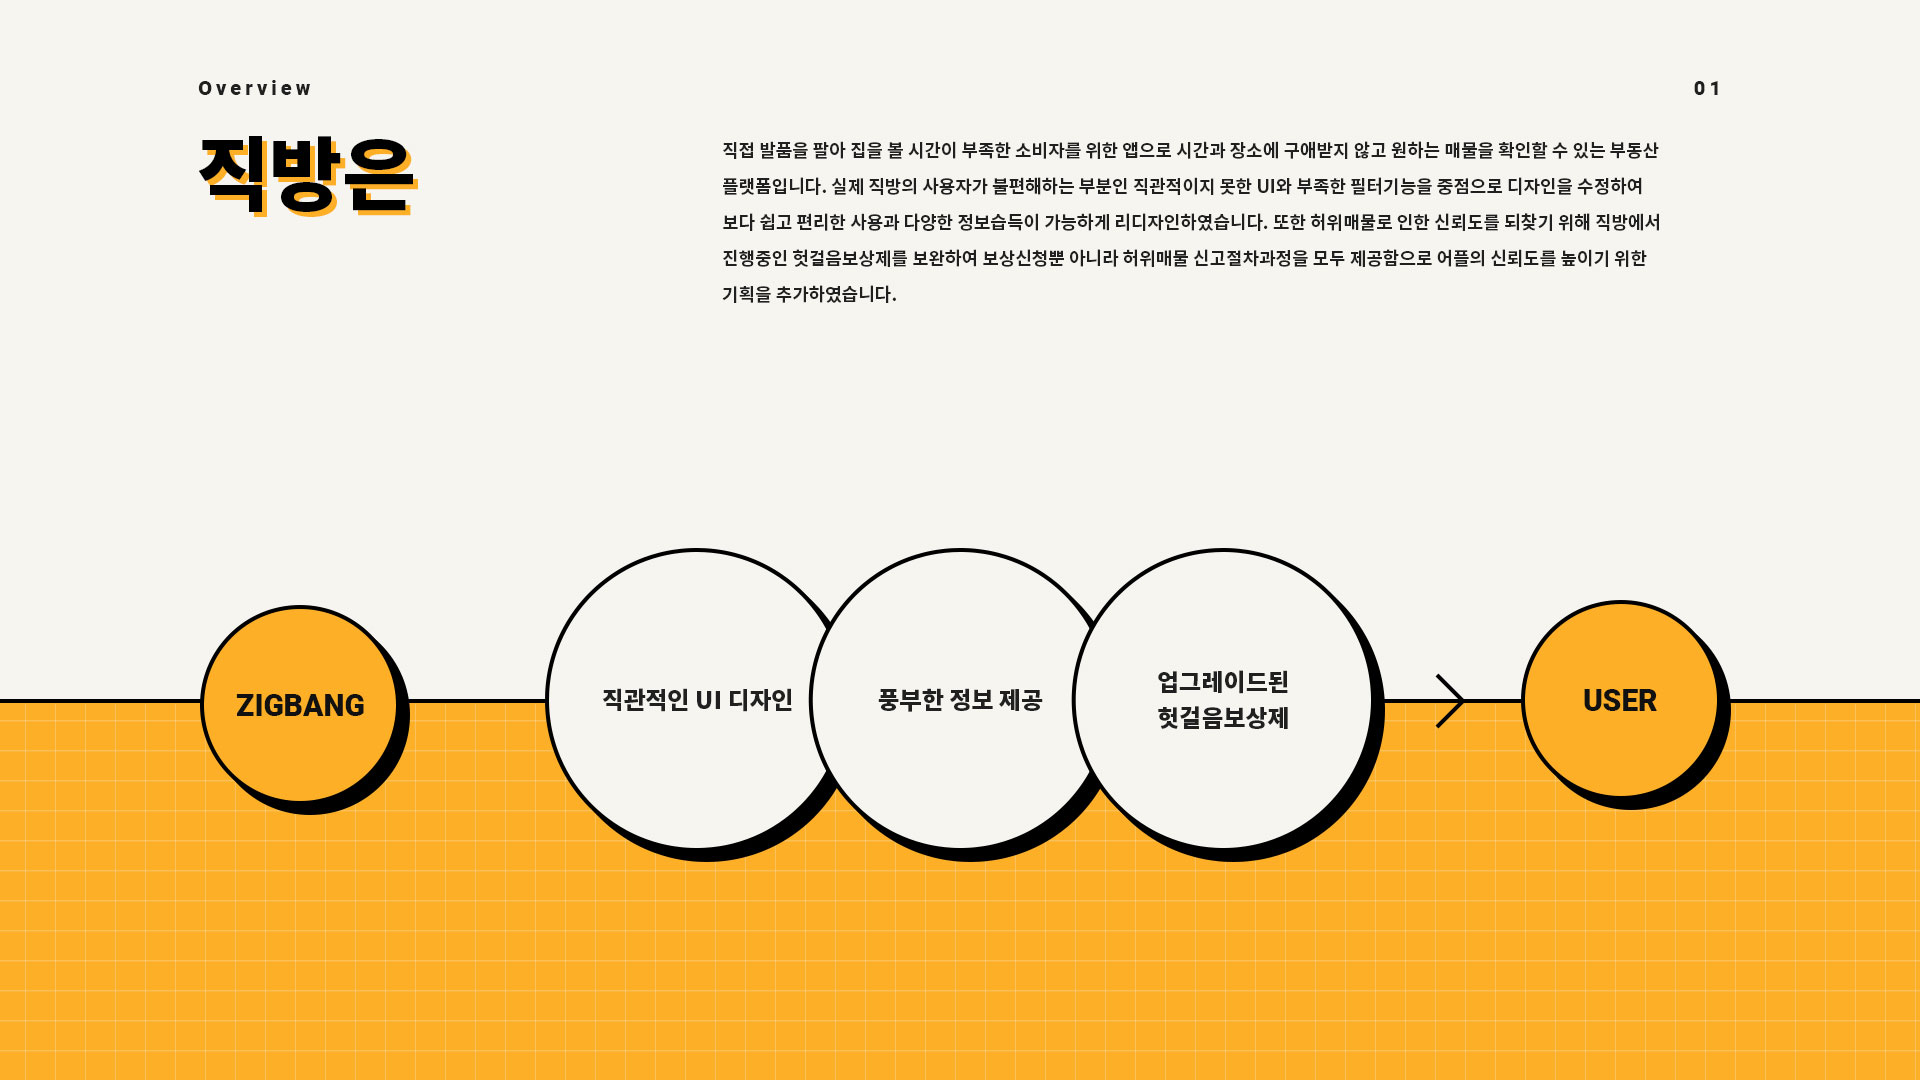 Overview
01
직방은
직접 발품을 팔아 집을 볼 시간이 부족한 소비자를 위한 앱으로 시간과 장소에 구애받지 않고 원하는 매물을 확인할 수 있는 부동산
플랫폼입니다. 실제 직방의 사용자가 불편해하는 부분인 직관적이지 못한 UI와 부족한 필터기능을 중점으로 디자인을 수정하여
보다 쉽고 편리한 사용과 다양한 정보습득이 가능하게 리디자인하였습니다. 또한 허위매물로 인한 신뢰도를 되찾기 위해 직방에서
진행중인 헛걸음보상제를 보완하여 보상신청뿐 아니라 허위매물 신고절차과정을 모두 제공함으로 어플의 신뢰도를 높이기 위한
기획을 추가하였습니다.
ZIGBANG
직관적인 UI 디자인
풍부한 정보 제공
업그레이드된
헛걸음보상제
USER